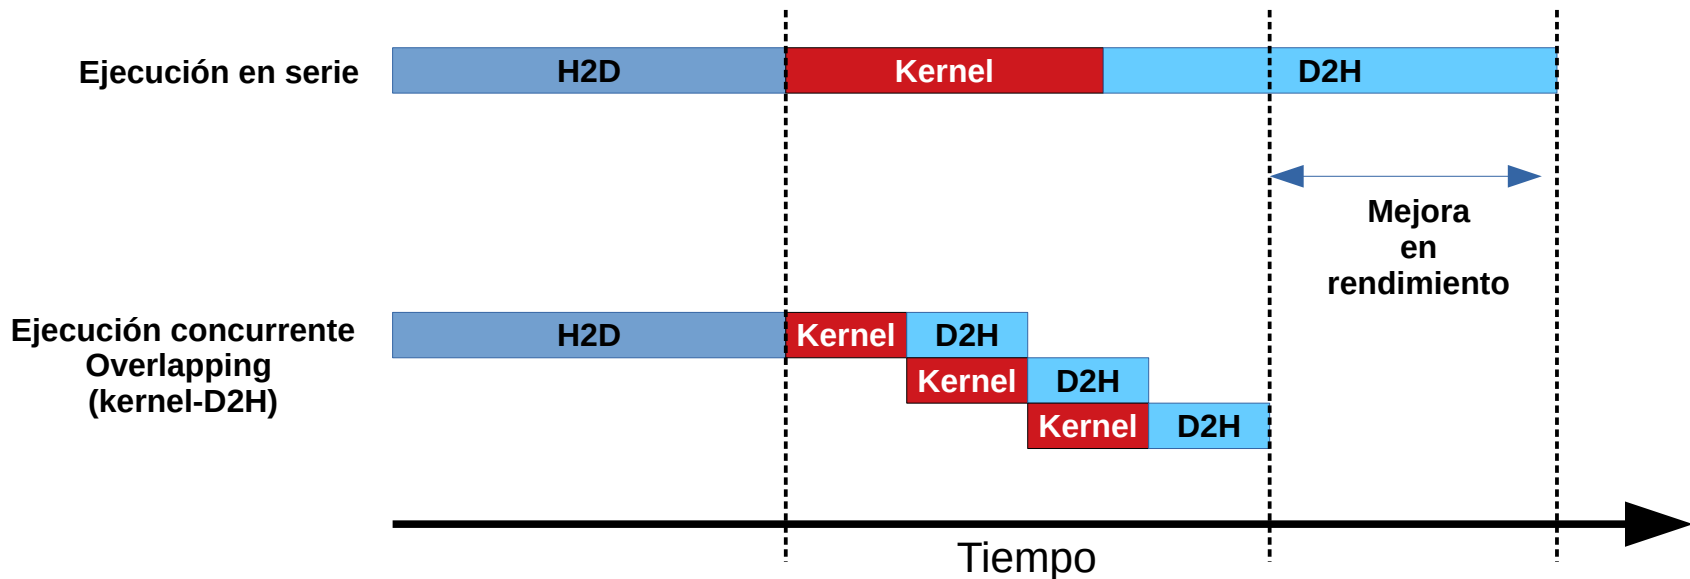 Ejecución en serie
H2D
Kernel
D2H
Mejora
en
rendimiento
Ejecución concurrente
Overlapping
(kernel-D2H)
H2D
Kernel
D2H
Kernel
D2H
Kernel
D2H
Tiempo